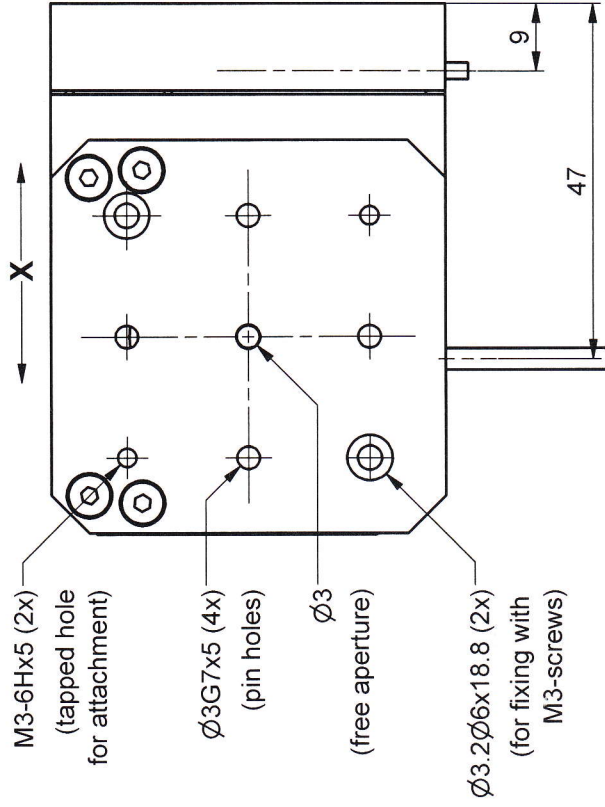 X
M3-6Hx5 (2x)
(tapped hole
for attachment)
Ø3G7x5 (4x)
(pin holes)
Ø3
(free aperture)
Ø3.2Ø6x18.8 (2x)
(for fixing with
M3-screws)
9
47